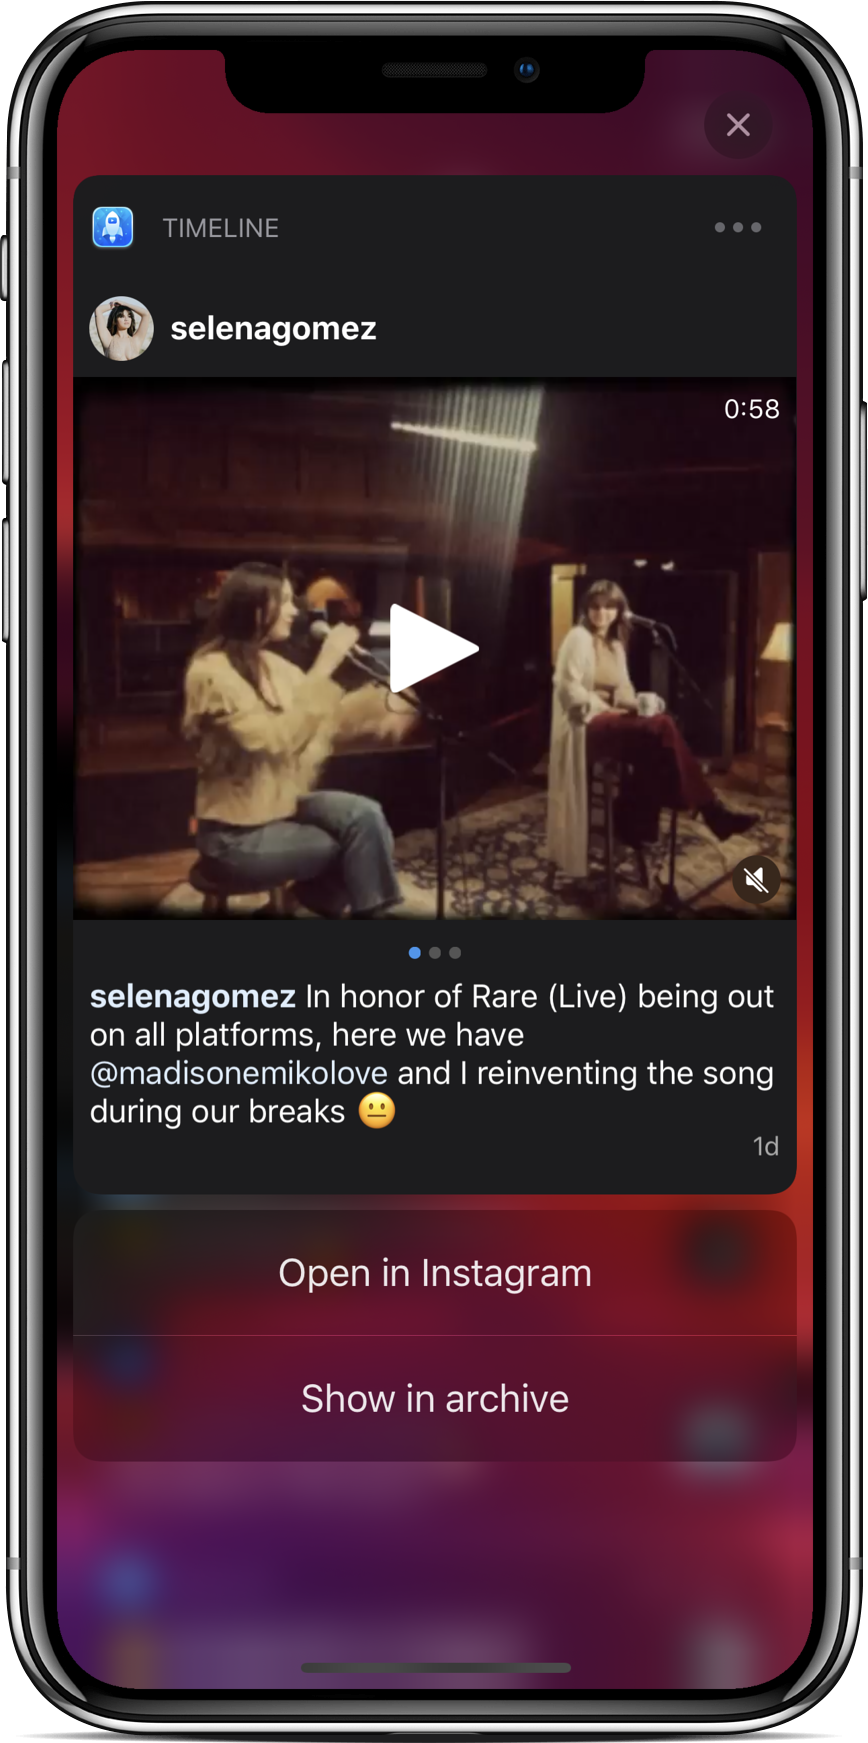 TIMELINE
selenagomez
0:58
selenagomez In honor of Rare (Live) being out
on all platforms, here we have
@madisonemikolove and I reinventing the song
during our breaks 😐
1d
Open in Instagram
Show in archive